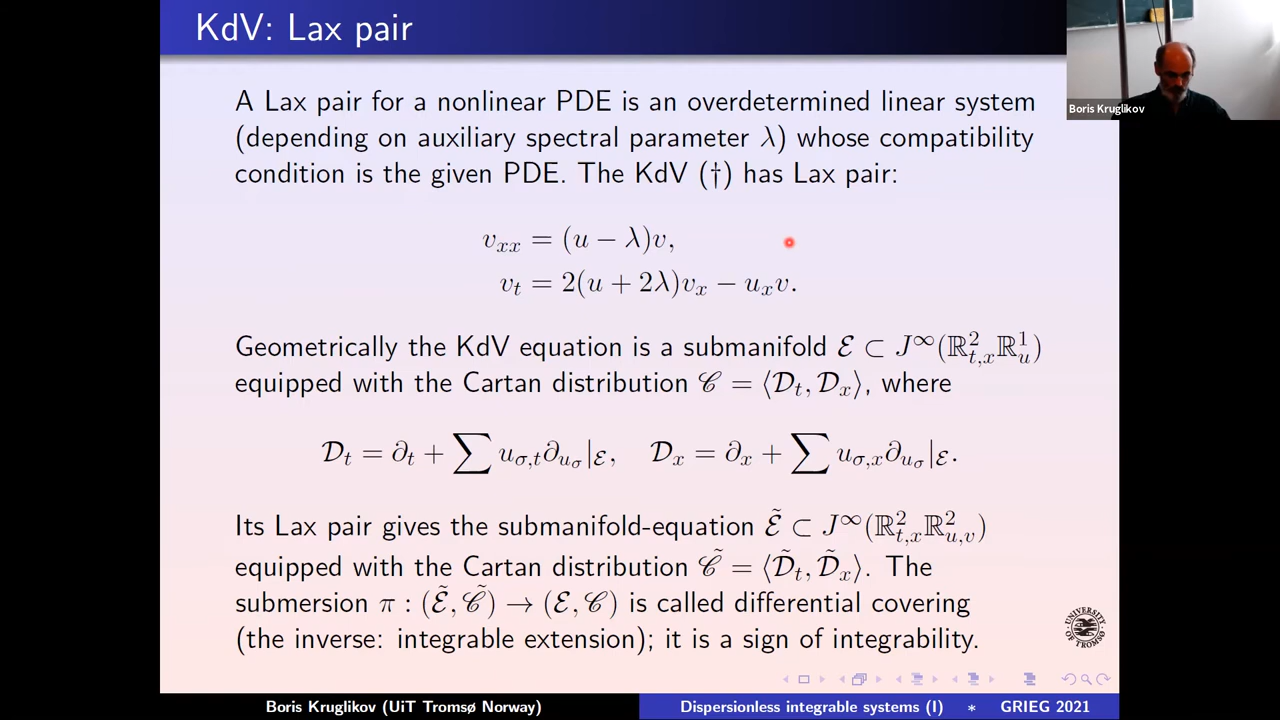 KdV: Lax pair
Boris Kruglikov
A Lax pair for a nonlinear PDE is an overdetermined linear system
(depending on auxiliary spectral parameter λ) whose compatibility
condition is the given PDE. The KdV (†) has Lax pair:
v_{xx} = (u − λ)v,
v_t = 2(u + 2λ)v_x − u_x v.
Geometrically the KdV equation is a submanifold ℰ ⊂ J^∞(ℝ^2_{t,x}ℝ^1_u)
equipped with the Cartan distribution 𝒞 = ⟨𝒟_t, 𝒟_x⟩, where
𝒟_t = ∂_t + ∑ u_{σ,t}∂_{u_σ}|_ℰ, 𝒟_x = ∂_x + ∑ u_{σ,x}∂_{u_σ}|_ℰ.
Its Lax pair gives the submanifold-equation ℰ̃ ⊂ J^∞(ℝ^2_{t,x}ℝ^2_{u,v})
equipped with the Cartan distribution 𝒞̃ = ⟨𝒟̃_t, 𝒟̃_x⟩. The
submersion π : (ℰ̃, 𝒞̃) → (ℰ, 𝒞) is called differential covering
(the inverse: integrable extension); it is a sign of integrability.
UNIVERSITY OF TROMSØ
Boris Kruglikov (UiT Tromsø Norway)
Dispersionless integrable systems (I) ∗ GRIEG 2021